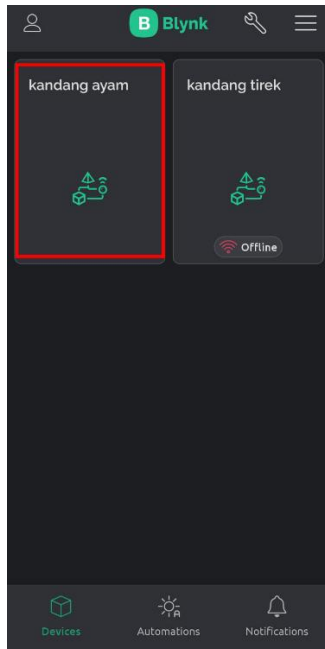 B Blynk
kandang ayam
kandang tirek
Offline
A
Devices
Automations
Notifications